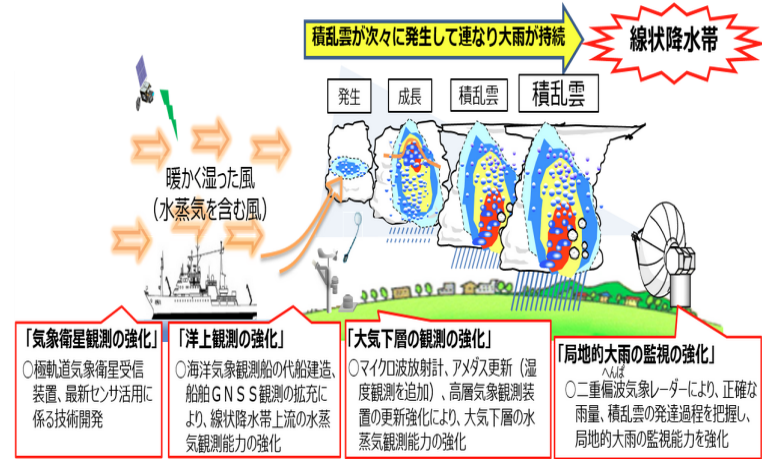 積乱雲が次々に発生して連なり大雨が持続
線状降水帯
発生
成長
積乱雲
積乱雲
暖かく湿った風
(水蒸気を含む風)
「気象衛星観測の強化」
○極軌道気象衛星受信
装置、最新センサ活用に
係る技術開発
「洋上観測の強化」
○海洋気象観測船の代船建造、
船舶GNSS観測の拡充に
より、線状降水帯上流の水蒸
気観測能力の強化
「大気下層の観測の強化」
○マイクロ波放射計、アメダス更新(湿
度観測を追加)、高層気象観測装
置の更新強化により、大気下層の水
蒸気観測能力の強化
「局地的大雨の監視の強化」
へんぱ
○二重偏波気象レーダーにより、正確な
雨量、積乱雲の発達過程を把握し、
局地的大雨の監視能力を強化